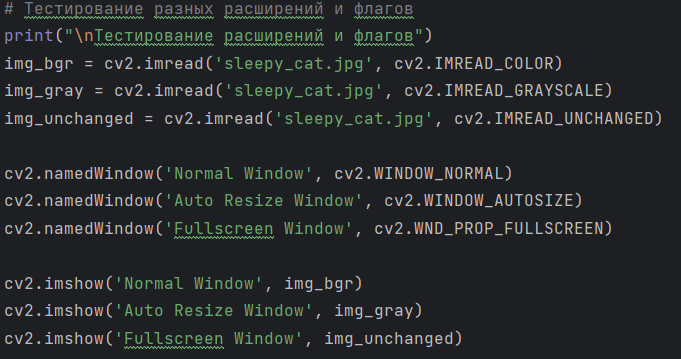 # Тестирование разных расширений и флагов
print("\nТестирование расширений и флагов")
img_bgr = cv2.imread('sleepy_cat.jpg', cv2.IMREAD_COLOR)
img_gray = cv2.imread('sleepy_cat.jpg', cv2.IMREAD_GRAYSCALE)
img_unchanged = cv2.imread('sleepy_cat.jpg', cv2.IMREAD_UNCHANGED)
cv2.namedWindow('Normal Window', cv2.WINDOW_NORMAL)
cv2.namedWindow('Auto Resize Window', cv2.WINDOW_AUTOSIZE)
cv2.namedWindow('Fullscreen Window', cv2.WND_PROP_FULLSCREEN)
cv2.imshow('Normal Window', img_bgr)
cv2.imshow('Auto Resize Window', img_gray)
cv2.imshow('Fullscreen Window', img_unchanged)